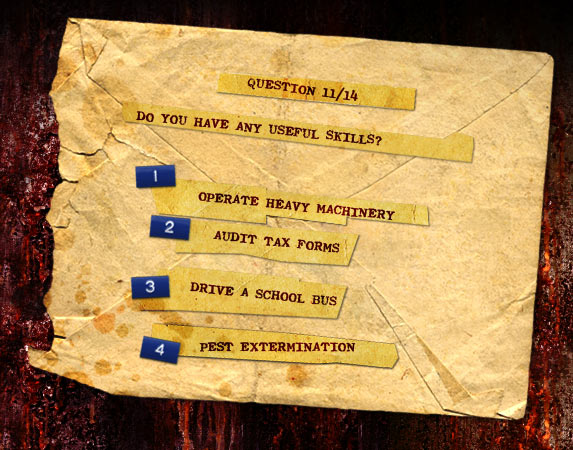 QUESTION 11/14
DO YOU HAVE ANY USEFUL SKILLS?
1
OPERATE HEAVY MACHINERY
2
AUDIT TAX FORMS
3
DRIVE A SCHOOL BUS
4
PEST EXTERMINATION